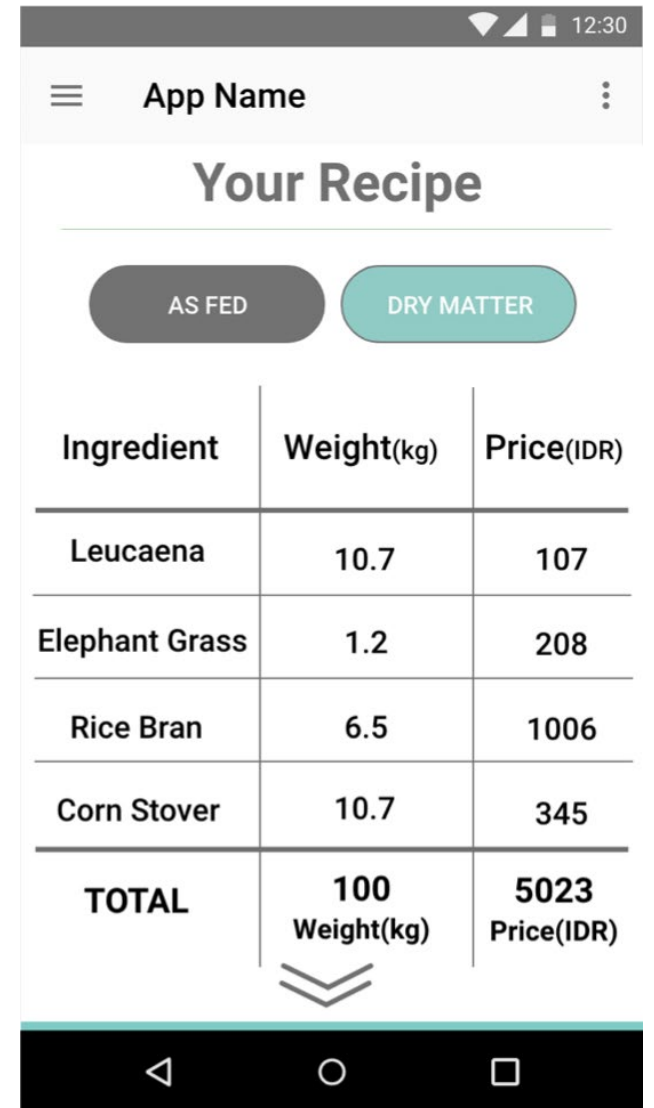 12:30
App Name
Your Recipe
AS FED DRY MATTER
Ingredient Weight(kg) Price(IDR)
Leucaena 10.7 107
Elephant Grass 1.2 208
Rice Bran 6.5 1006
Corn Stover 10.7 345
TOTAL 100 5023
Weight(kg) Price(IDR)